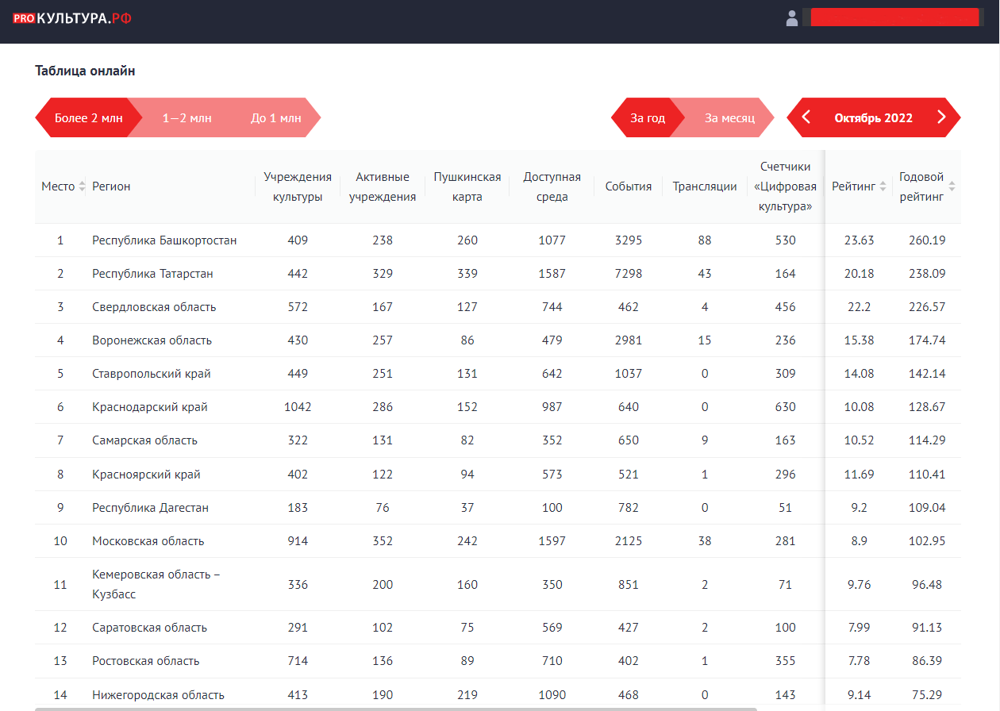 PRO КУЛЬТУРА.РФ
Таблица онлайн
Более 2 млн 1—2 млн До 1 млн За год За месяц Октябрь 2022
Место Регион Учреждения культуры Активные учреждения Пушкинская карта Доступная среда События Трансляции Счетчики «Цифровая культура» Рейтинг Годовой рейтинг
1 Республика Башкортостан 409 238 260 1077 3295 88 530 23.63 260.19
2 Республика Татарстан 442 329 339 1587 7298 43 164 20.18 238.09
3 Свердловская область 572 167 127 744 462 4 456 22.2 226.57
4 Воронежская область 430 257 86 479 2981 15 236 15.38 174.74
5 Ставропольский край 449 251 131 642 1037 0 309 14.08 142.14
6 Краснодарский край 1042 286 152 987 640 0 630 10.08 128.67
7 Самарская область 322 131 82 352 650 9 163 10.52 114.29
8 Красноярский край 402 122 94 573 521 1 296 11.69 110.41
9 Республика Дагестан 183 76 37 100 782 0 51 9.2 109.04
10 Московская область 914 352 242 1597 2125 38 281 8.9 102.95
11 Кемеровская область – Кузбасс 336 200 160 350 851 2 71 9.76 96.48
12 Саратовская область 291 102 75 569 427 2 100 7.99 91.13
13 Ростовская область 714 136 89 710 402 1 355 7.78 86.39
14 Нижегородская область 413 190 219 1090 468 0 143 9.14 75.29